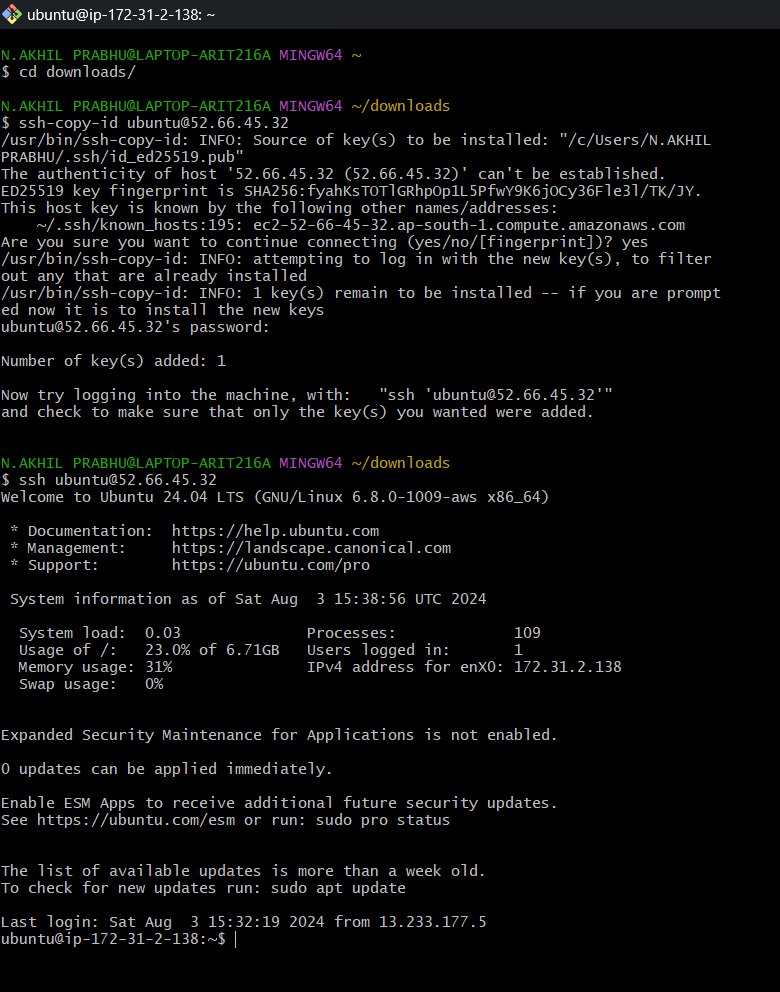 ubuntu@ip-172-31-2-138: ~
N.AKHIL PRABHU@LAPTOP-ARIT216A MINGW64 ~
$ cd downloads/
N.AKHIL PRABHU@LAPTOP-ARIT216A MINGW64 ~/downloads
$ ssh-copy-id ubuntu@52.66.45.32
/usr/bin/ssh-copy-id: INFO: Source of key(s) to be installed: "/c/Users/N.AKHIL
PRABHU/.ssh/id_ed25519.pub"
The authenticity of host '52.66.45.32 (52.66.45.32)' can't be established.
ED25519 key fingerprint is SHA256:fyahKsTOTlGRhpOp1L5PfwY9K6jOCy36Fle3l/TK/JY.
This host key is known by the following other names/addresses:
    ~/.ssh/known_hosts:195: ec2-52-66-45-32.ap-south-1.compute.amazonaws.com
Are you sure you want to continue connecting (yes/no/[fingerprint])? yes
/usr/bin/ssh-copy-id: INFO: attempting to log in with the new key(s), to filter
out any that are already installed
/usr/bin/ssh-copy-id: INFO: 1 key(s) remain to be installed -- if you are prompt
ed now it is to install the new keys
ubuntu@52.66.45.32's password:
Number of key(s) added: 1
Now try logging into the machine, with:   "ssh 'ubuntu@52.66.45.32'"
and check to make sure that only the key(s) you wanted were added.
N.AKHIL PRABHU@LAPTOP-ARIT216A MINGW64 ~/downloads
$ ssh ubuntu@52.66.45.32
Welcome to Ubuntu 24.04 LTS (GNU/Linux 6.8.0-1009-aws x86_64)
 * Documentation:  https://help.ubuntu.com
 * Management:     https://landscape.canonical.com
 * Support:        https://ubuntu.com/pro
 System information as of Sat Aug  3 15:38:56 UTC 2024
  System load:  0.03              Processes:             109
  Usage of /:   23.0% of 6.71GB   Users logged in:       1
  Memory usage: 31%               IPv4 address for enX0: 172.31.2.138
  Swap usage:   0%
Expanded Security Maintenance for Applications is not enabled.
0 updates can be applied immediately.
Enable ESM Apps to receive additional future security updates.
See https://ubuntu.com/esm or run: sudo pro status
The list of available updates is more than a week old.
To check for new updates run: sudo apt update
Last login: Sat Aug  3 15:32:19 2024 from 13.233.177.5
ubuntu@ip-172-31-2-138:~$